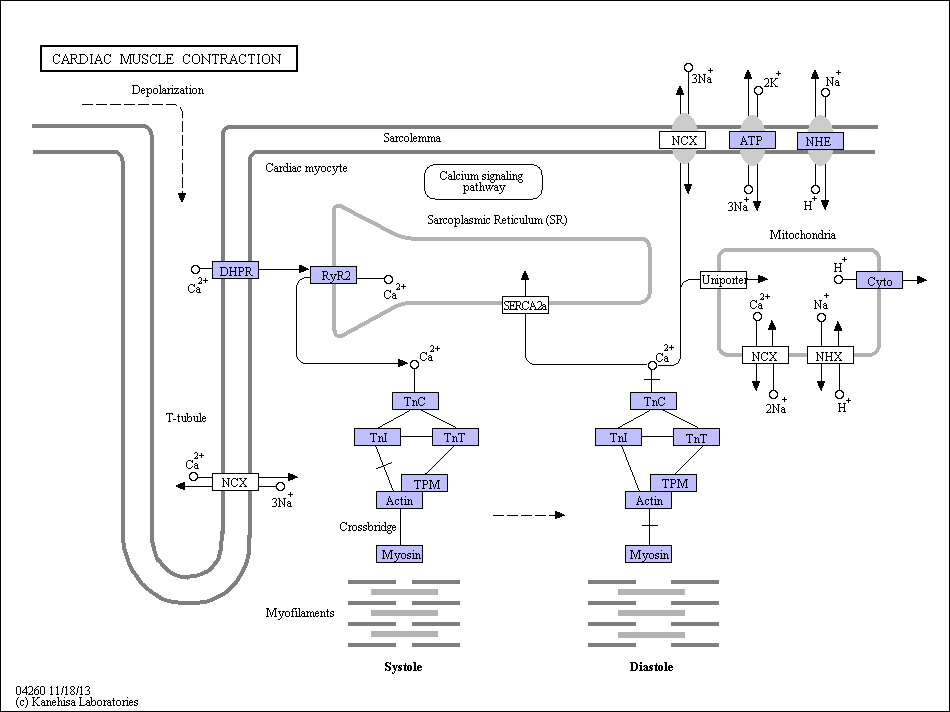 CARDIAC MUSCLE CONTRACTION
Depolarization
3Na+
2K+
Na+
Sarcolemma
NCX
ATP
NHE
Cardiac myocyte
Calcium signaling
pathway
3Na+
H+
Sarcoplasmic Reticulum (SR)
Mitochondria
DHPR
Ca2+
RyR2
Ca2+
SERCA2a
Uniporter
H+
Cyto
Ca2+
Na+
NCX
NHX
2Na+
H+
Ca2+
Ca2+
TnC
TnC
TnI
TnT
TnI
TnT
T-tubule
Ca2+
NCX
3Na+
TPM
Actin
TPM
Actin
Crossbridge
Myosin
Myosin
Myofilaments
Systole
Diastole
04260 11/18/13
(c) Kanehisa Laboratories